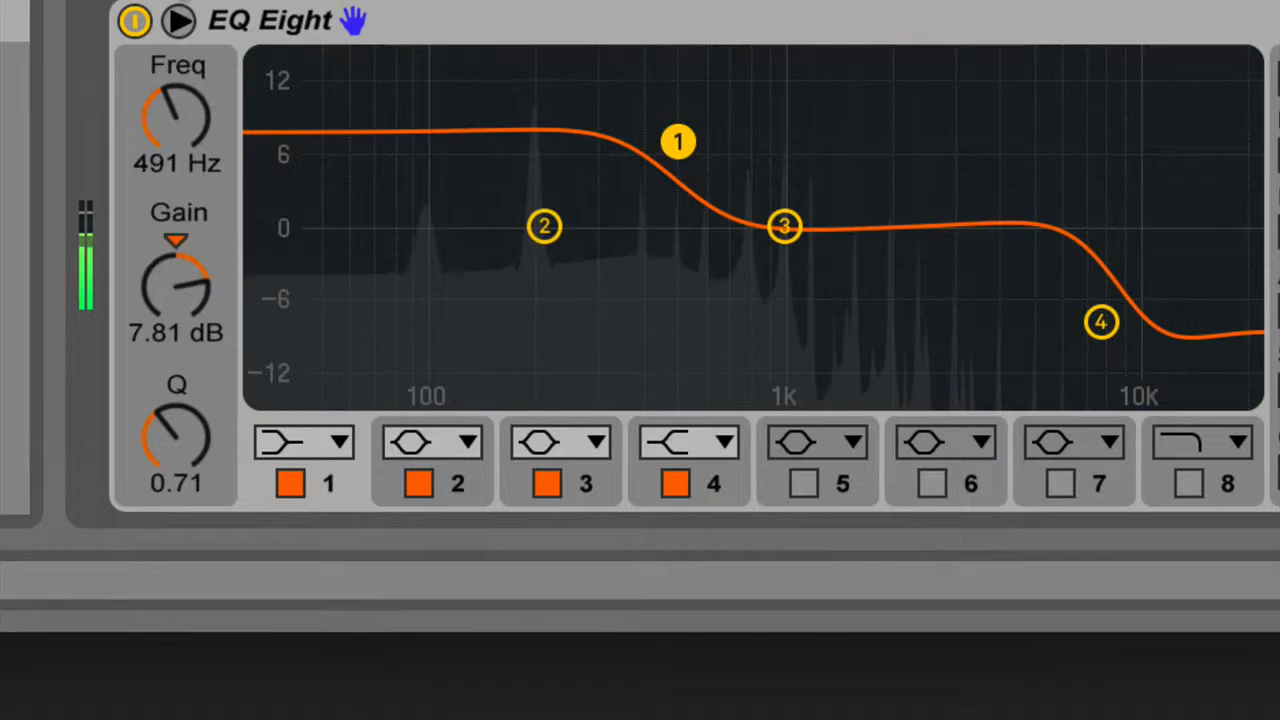 EQ Eight
Freq
491 Hz
Gain
7.81 dB
Q
0.71
12
6
0
−6
−12
100 1k 10k
1
2
3
4
1 2 3 4 5 6 7 8